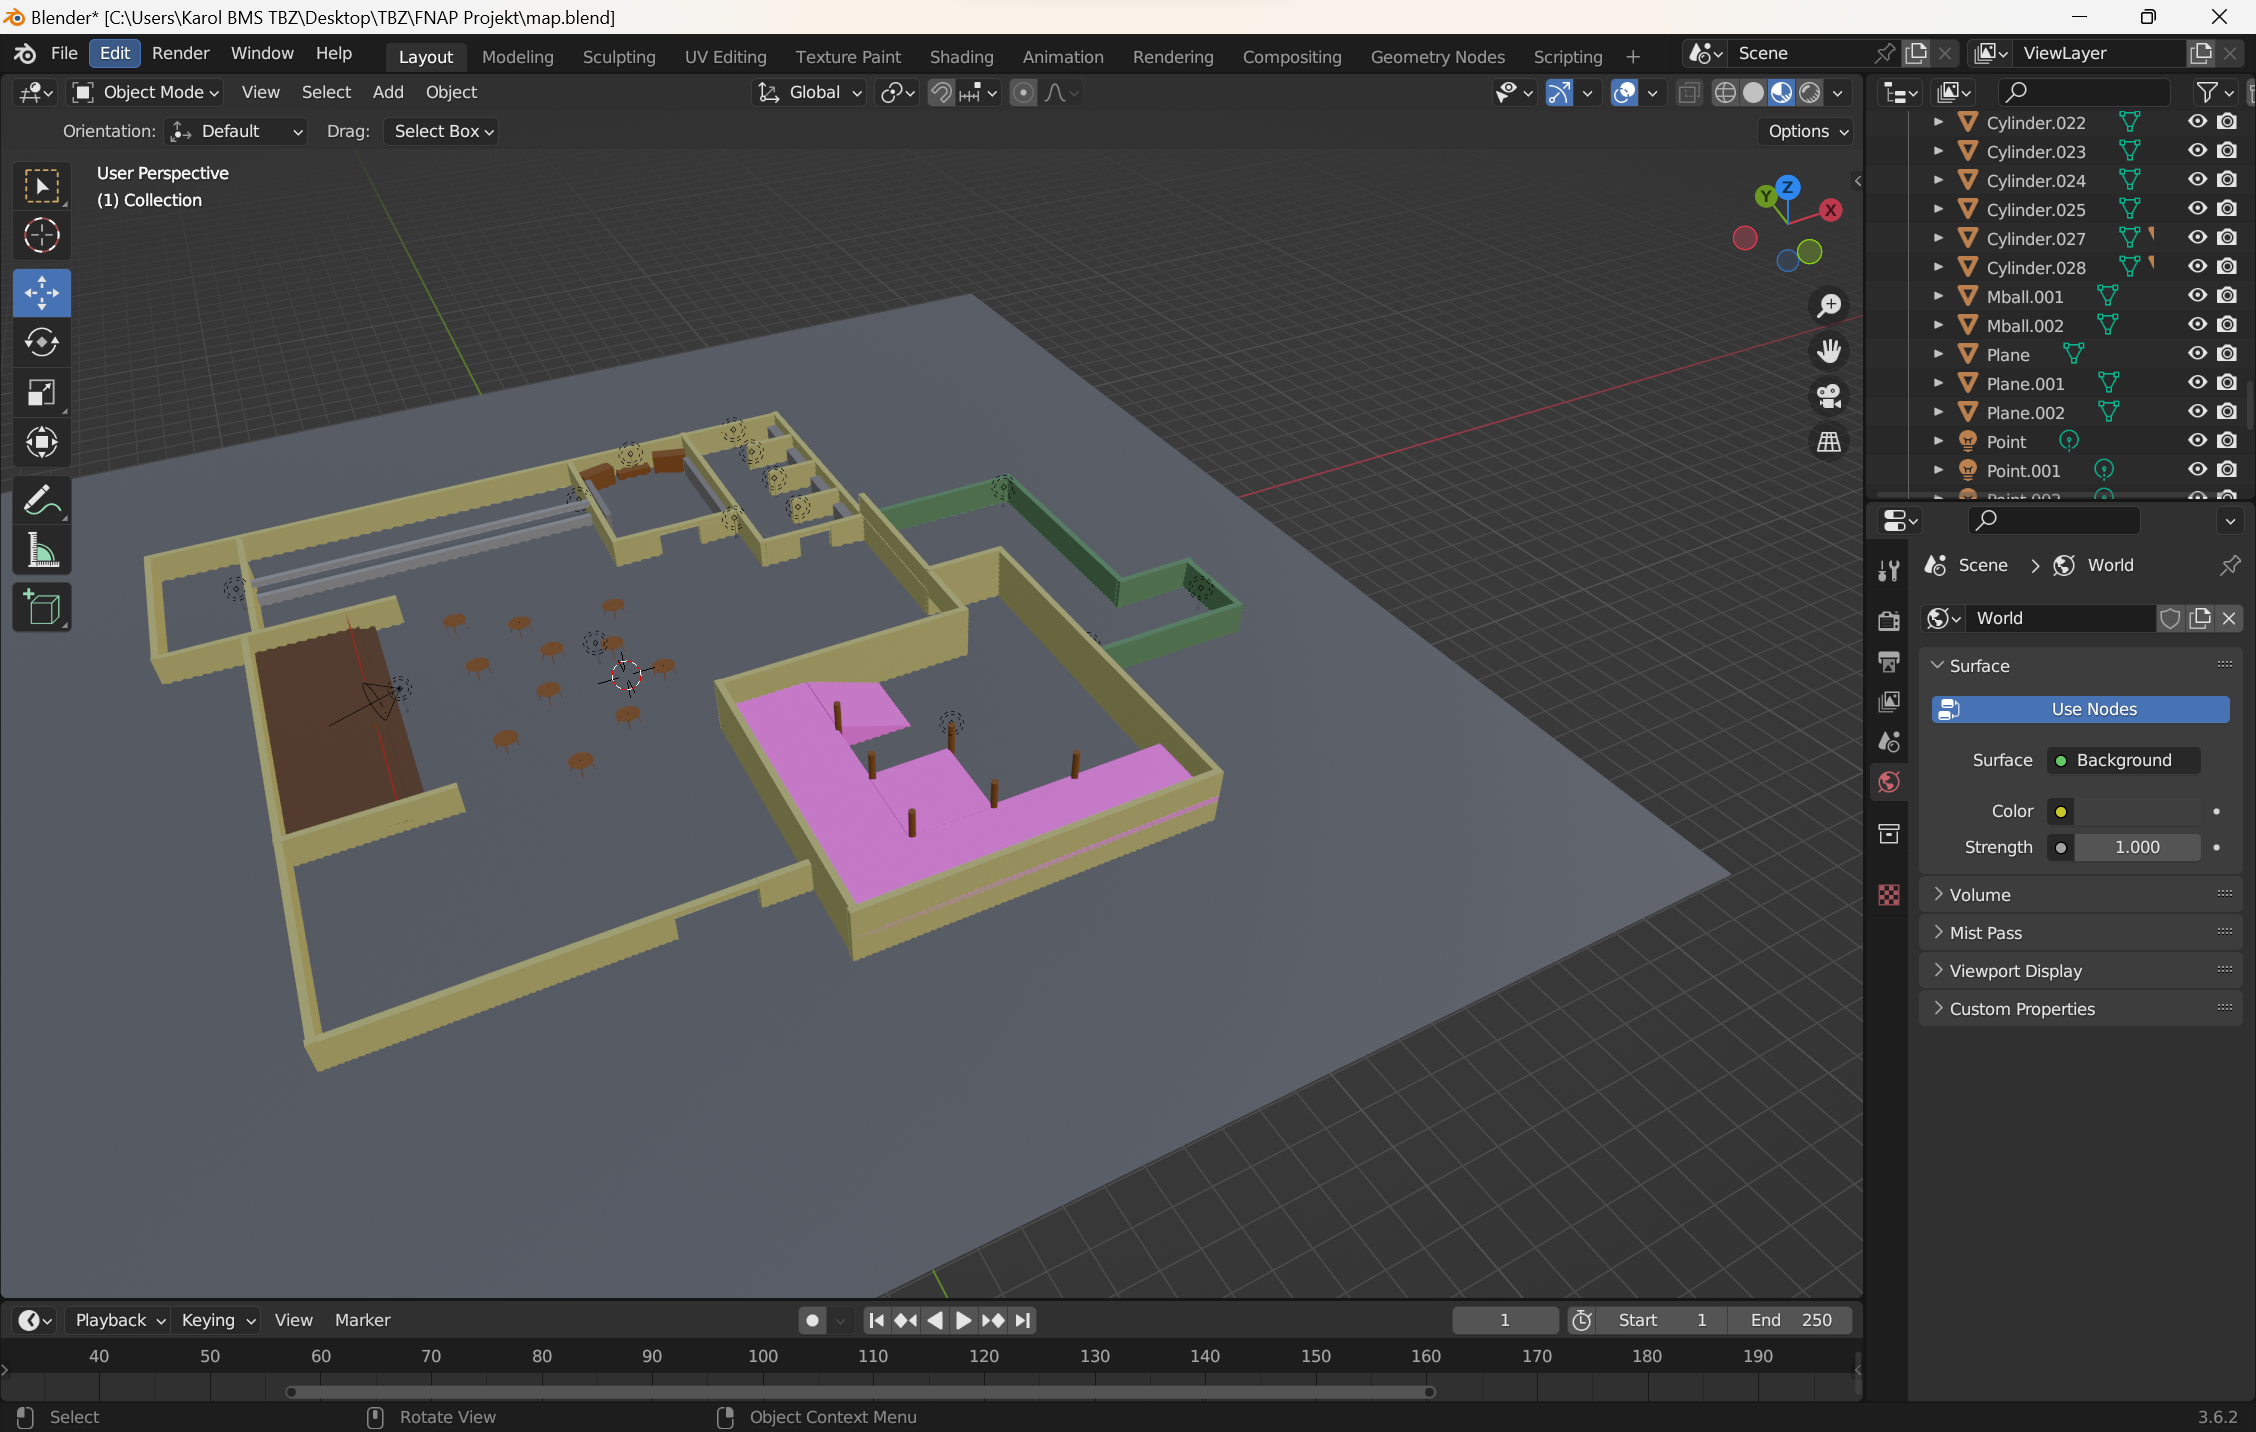 Blender* [C:\Users\Karol BMS TBZ\Desktop\TBZ\FNAP Projekt\map.blend]
File Edit Render Window Help Layout Modeling Sculpting UV Editing Texture Paint Shading Animation Rendering Compositing Geometry Nodes Scripting + Scene ViewLayer
Object Mode View Select Add Object Global
Orientation: Default Drag: Select Box Options
User Perspective
(1) Collection
Z
Y
X
Cylinder.022
Cylinder.023
Cylinder.024
Cylinder.025
Cylinder.027
Cylinder.028
Mball.001
Mball.002
Plane
Plane.001
Plane.002
Point
Point.001
Scene > World
World
Surface
Use Nodes
Surface Background
Color
Strength 1.000
Volume
Mist Pass
Viewport Display
Custom Properties
Playback Keying View Marker 1 Start 1 End 250
40 50 60 70 80 90 100 110 120 130 140 150 160 170 180 190
Select Rotate View Object Context Menu 3.6.2